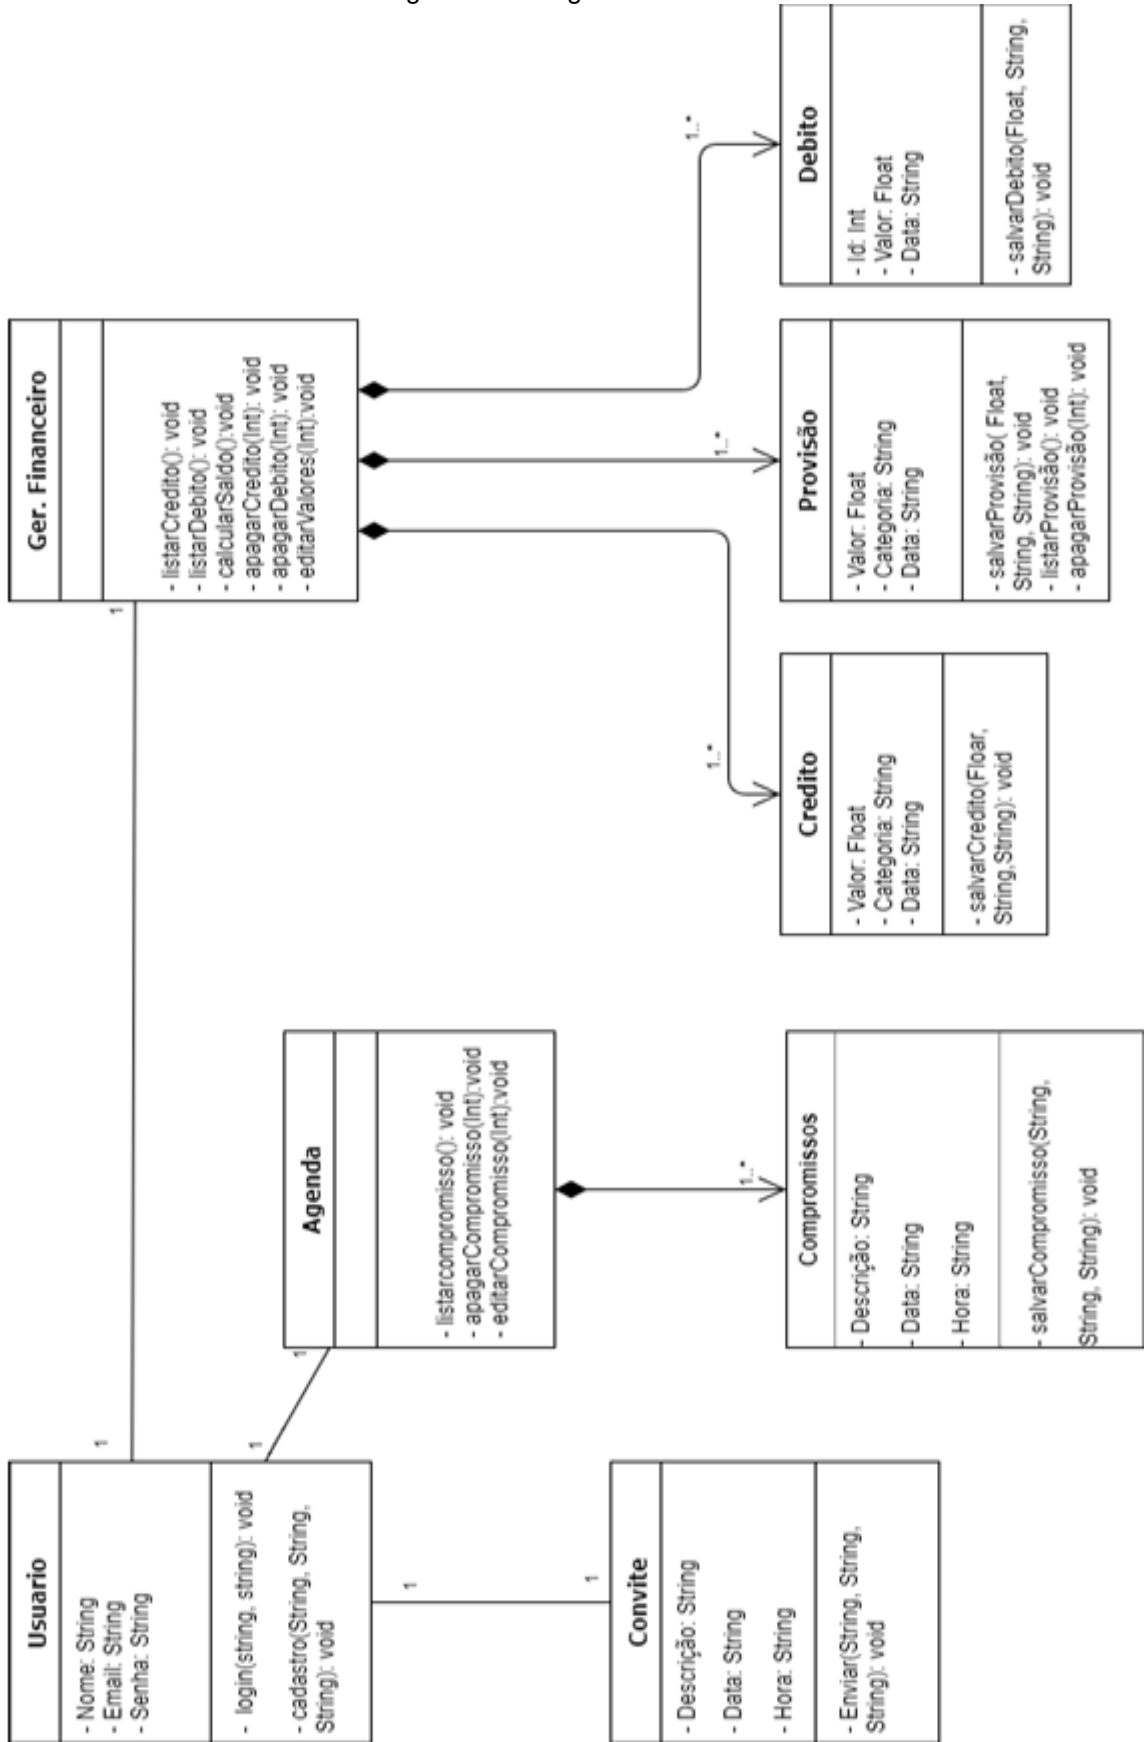 Usuario
- Nome: String
- Email: String
- Senha: String
- login(string, string): void
- cadastro(String, String,
String): void
1
1
Ger. Financeiro
- listarCredito(): void
- listarDebito(): void
- calcularSaldo():void
- apagarCredito(Int): void
- apagarDebito(Int): void
- editarValores(Int):void
1
1
Agenda
- listarcompromisso(): void
- apagarCompromisso(Int):void
- editarCompromisso(Int):void
1
1
Convite
- Descrição: String
- Data: String
- Hora: String
- Enviar(String, String,
String): void
1..*
Compromissos
- Descrição: String
- Data: String
- Hora: String
- salvarCompromisso(String,
String, String): void
1..*
Credito
- Valor: Float
- Categoria: String
- Data: String
- salvarCredito(Floar,
String,String): void
1..*
Provisão
- Valor: Float
- Categoria: String
- Data: String
- salvarProvisão( Float,
String, String): void
- listarProvisão(): void
- apagarProvisão(Int): void
1..*
Debito
- Id: Int
- Valor: Float
- Data: String
- salvarDebito(Float, String,
String): void